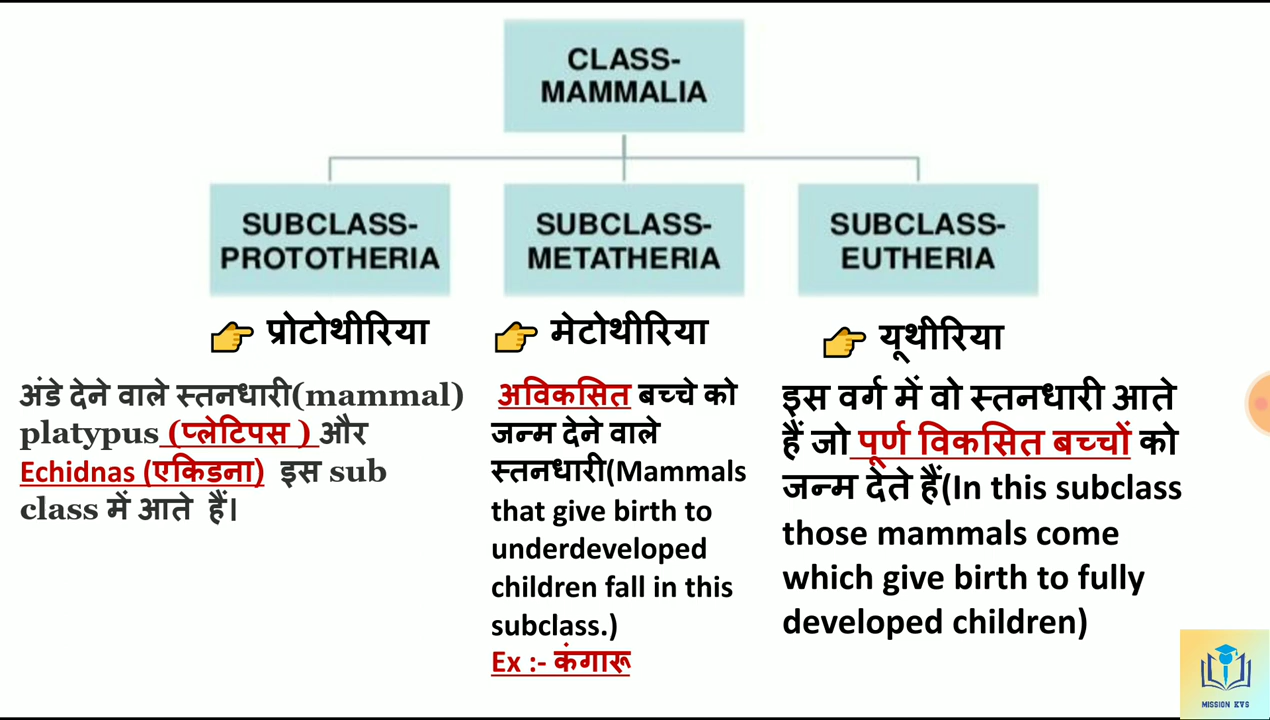 CLASS-
MAMMALIA
SUBCLASS-
PROTOTHERIA
SUBCLASS-
METATHERIA
SUBCLASS-
EUTHERIA
👉 प्रोटोथीरिया
👉 मेटोथीरिया
👉 यूथीरिया
अंडे देने वाले स्तनधारी(mammal)
platypus (प्लेटिपस ) और
Echidnas (एकिडना) इस sub
class में आते हैं।
अविकसित बच्चे को
जन्म देने वाले
स्तनधारी(Mammals
that give birth to
underdeveloped
children fall in this
subclass.)
Ex :- कंगारू
इस वर्ग में वो स्तनधारी आते
हैं जो पूर्ण विकसित बच्चों को
जन्म देते हैं(In this subclass
those mammals come
which give birth to fully
developed children)
MISSION KVS